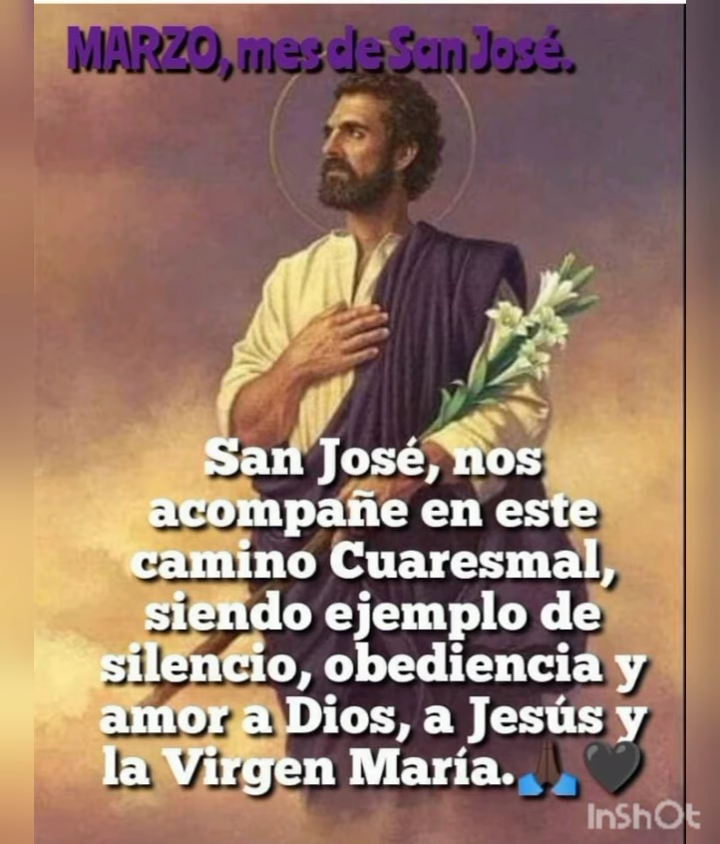 MARZO, mes de San José.
San José, nos
acompañe en este
camino Cuaresmal,
siendo ejemplo de
silencio, obediencia y
amor a Dios, a Jesús y
la Virgen María.🙏🏿🖤
InShOt